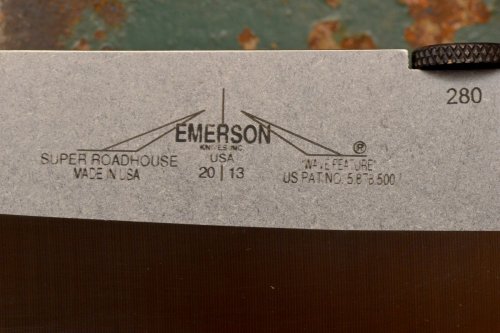 280
EMERSON
KNIVES INC.
®
SUPER ROADHOUSE
USA
"WAVE FEATURE"
MADE IN USA
20 13
US PAT. NO. 5,878,500